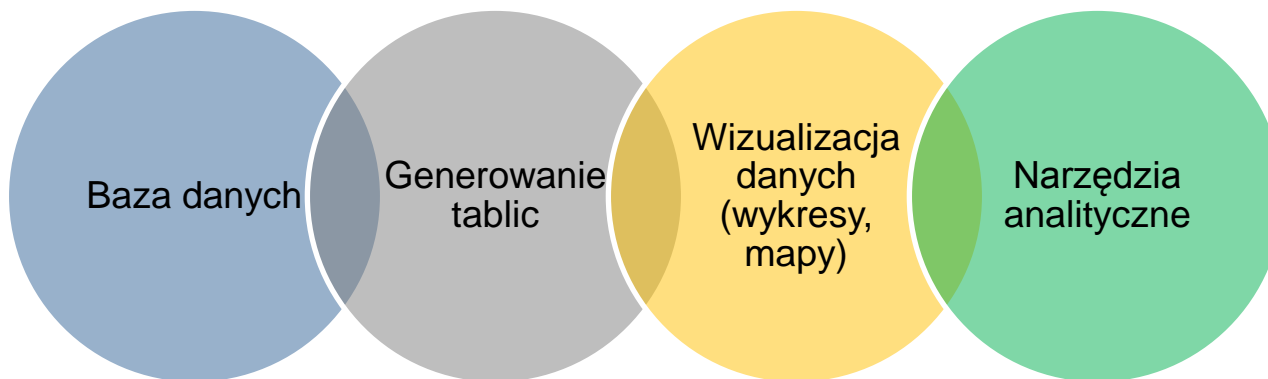 Baza danych
Generowanie
tablic
Wizualizacja
danych
(wykresy,
mapy)
Narzędzia
analityczne